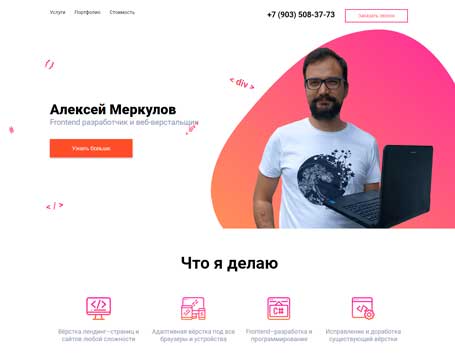 Услуги Портфолио Стоимость
+7 (903) 508-37-73
Заказать звонок
{ }
< div >
Алексей Меркулов
Frontend разработчик и веб-верстальщик
#
Узнать больше
< / >
Что я делаю
</>
C#
Вёрстка лендинг–страниц и
сайтов любой сложности
Адаптивная вёрстка под все
браузеры и устройства
Frontend–разработка и
программирование
Исправление и доработка
существующей вёрстки